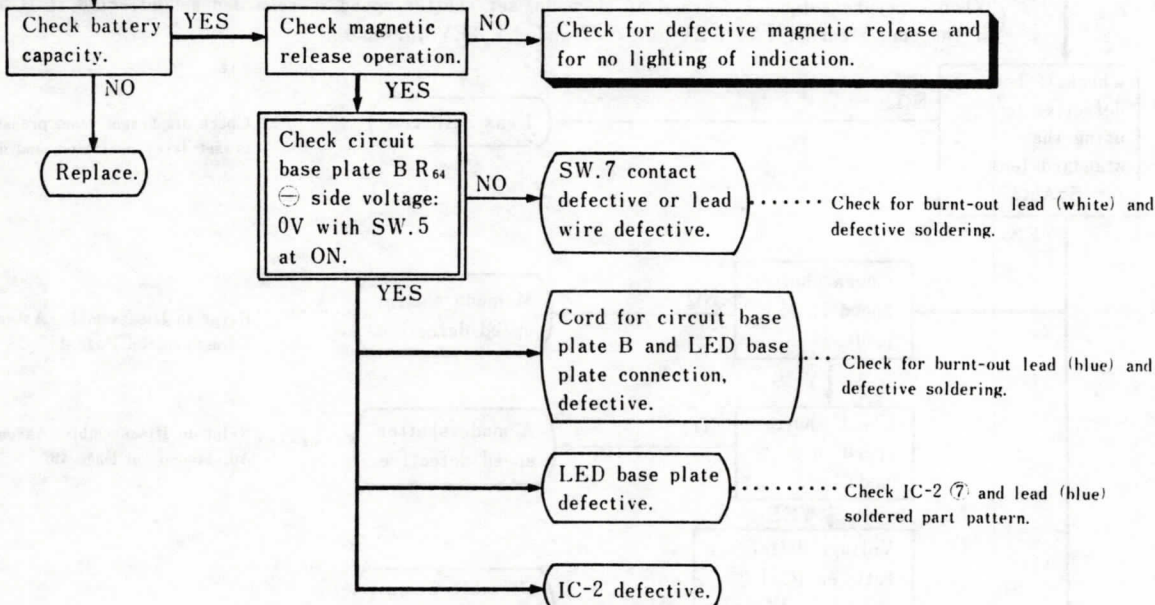 Check battery
capacity.
YES
Check magnetic
release operation.
NO
Check for defective magnetic release and
for no lighting of indication.
NO
YES
Replace.
Check circuit
base plate B R64
⊖ side voltage:
0V with SW.5
at ON.
NO
SW.7 contact
defective or lead
wire defective.
Check for burnt-out lead (white) and
defective soldering.
YES
Cord for circuit base
plate B and LED base
plate connection,
defective.
Check for burnt-out lead (blue) and
defective soldering.
LED base plate
defective.
Check IC-2 ⑦ and lead (blue)
soldered part pattern.
IC-2 defective.